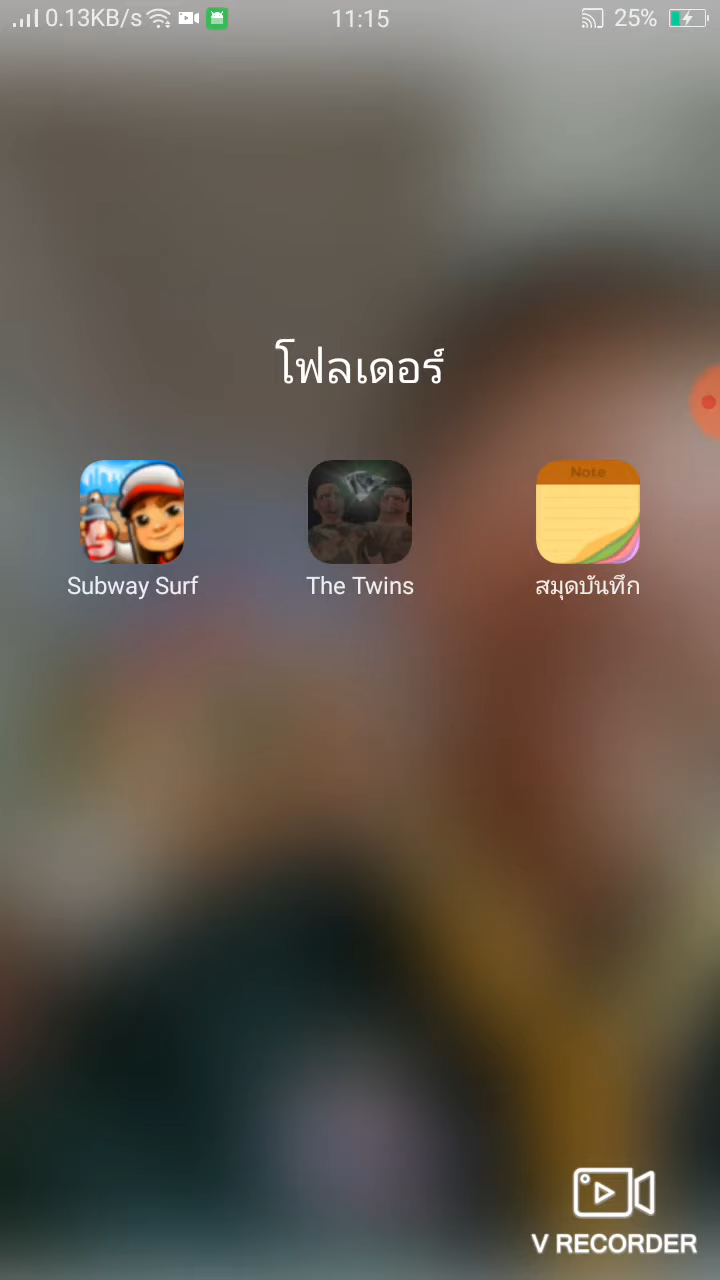 0.13KB/s 11:15 25%
โฟลเดอร์
Note
Subway Surf The Twins สมุดบันทึก
V RECORDER